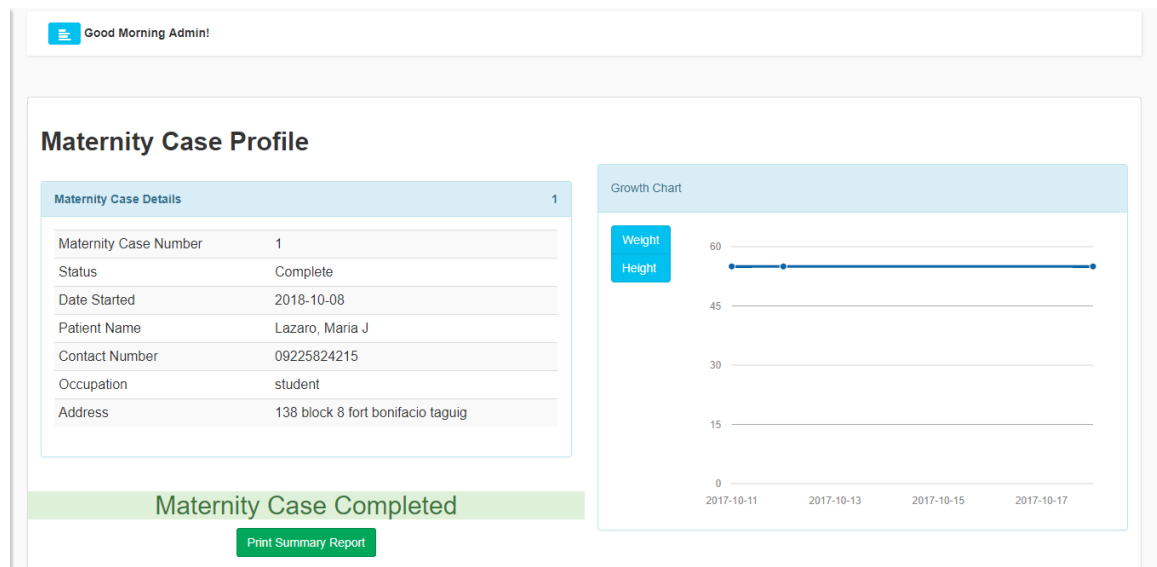 Good Morning Admin!
Maternity Case Profile
Maternity Case Details 1
Maternity Case Number 1
Status Complete
Date Started 2018-10-08
Patient Name Lazaro, Maria J
Contact Number 09225824215
Occupation student
Address 138 block 8 fort bonifacio taguig
Maternity Case Completed
Print Summary Report
Growth Chart
Weight
Height
60
45
30
15
0
2017-10-11 2017-10-13 2017-10-15 2017-10-17